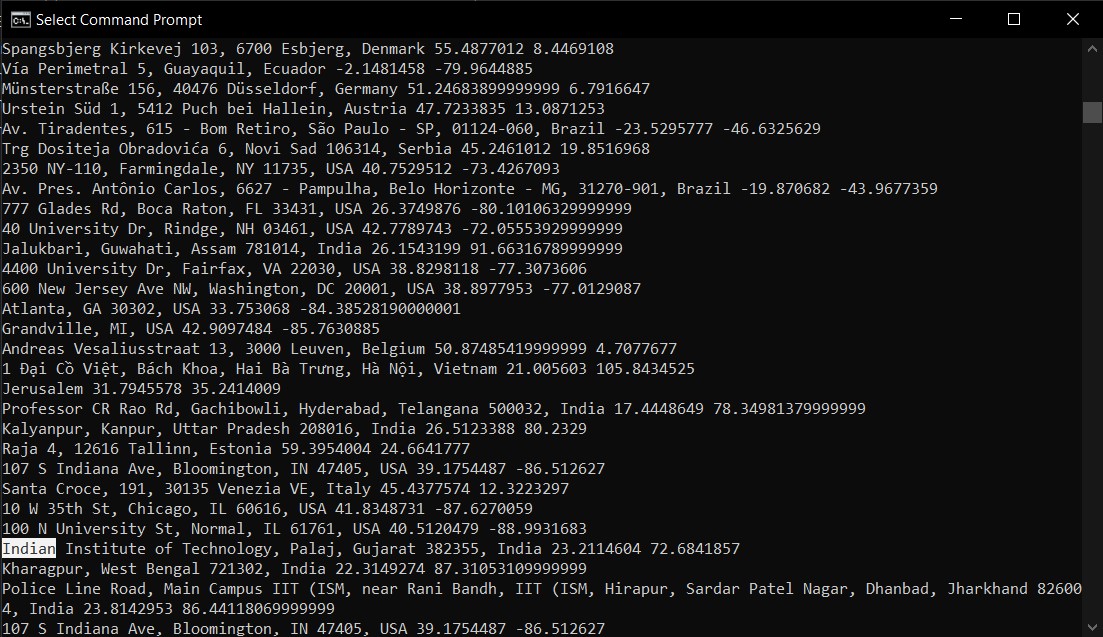 Select Command Prompt
Spangsbjerg Kirkevej 103, 6700 Esbjerg, Denmark 55.4877012 8.4469108
Vía Perimetral 5, Guayaquil, Ecuador -2.1481458 -79.9644885
Münsterstraße 156, 40476 Düsseldorf, Germany 51.24683899999999 6.7916647
Urstein Süd 1, 5412 Puch bei Hallein, Austria 47.7233835 13.0871253
Av. Tiradentes, 615 - Bom Retiro, São Paulo - SP, 01124-060, Brazil -23.5295777 -46.6325629
Trg Dositeja Obradovića 6, Novi Sad 106314, Serbia 45.2461012 19.8516968
2350 NY-110, Farmingdale, NY 11735, USA 40.7529512 -73.4267093
Av. Pres. Antônio Carlos, 6627 - Pampulha, Belo Horizonte - MG, 31270-901, Brazil -19.870682 -43.9677359
777 Glades Rd, Boca Raton, FL 33431, USA 26.3749876 -80.10106329999999
40 University Dr, Rindge, NH 03461, USA 42.7789743 -72.05553929999999
Jalukbari, Guwahati, Assam 781014, India 26.1543199 91.66316789999999
4400 University Dr, Fairfax, VA 22030, USA 38.8298118 -77.3073606
600 New Jersey Ave NW, Washington, DC 20001, USA 38.8977953 -77.0129087
Atlanta, GA 30302, USA 33.753068 -84.38528190000001
Grandville, MI, USA 42.9097484 -85.7630885
Andreas Vesaliusstraat 13, 3000 Leuven, Belgium 50.87485419999999 4.7077677
1 Đại Cồ Việt, Bách Khoa, Hai Bà Trưng, Hà Nội, Vietnam 21.005603 105.8434525
Jerusalem 31.7945578 35.2414009
Professor CR Rao Rd, Gachibowli, Hyderabad, Telangana 500032, India 17.4448649 78.34981379999999
Kalyanpur, Kanpur, Uttar Pradesh 208016, India 26.5123388 80.2329
Raja 4, 12616 Tallinn, Estonia 59.3954004 24.6641777
107 S Indiana Ave, Bloomington, IN 47405, USA 39.1754487 -86.512627
Santa Croce, 191, 30135 Venezia VE, Italy 45.4377574 12.3223297
10 W 35th St, Chicago, IL 60616, USA 41.8348731 -87.6270059
100 N University St, Normal, IL 61761, USA 40.5120479 -88.9931683
Indian Institute of Technology, Palaj, Gujarat 382355, India 23.2114604 72.6841857
Kharagpur, West Bengal 721302, India 22.3149274 87.31053109999999
Police Line Road, Main Campus IIT (ISM, near Rani Bandh, IIT (ISM, Hirapur, Sardar Patel Nagar, Dhanbad, Jharkhand 82600
4, India 23.8142953 86.44118069999999
107 S Indiana Ave, Bloomington, IN 47405, USA 39.1754487 -86.512627